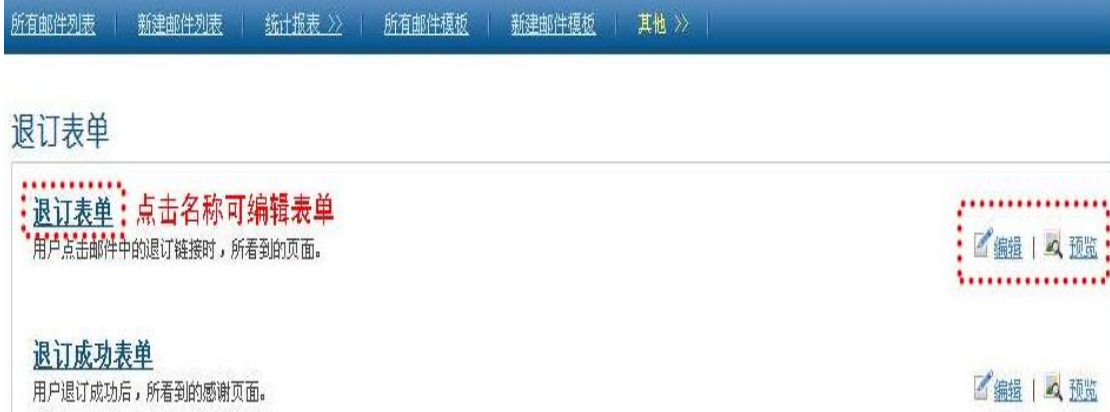 所有邮件列表 | 新建邮件列表 | 统计报表 >> | 所有邮件模板 | 新建邮件模板 | 其他 >> |
退订表单
退订表单 点击名称可编辑表单
用户点击邮件中的退订链接时，所看到的页面。
编辑 | 预览
退订成功表单
用户退订成功后，所看到的感谢页面。
编辑 | 预览